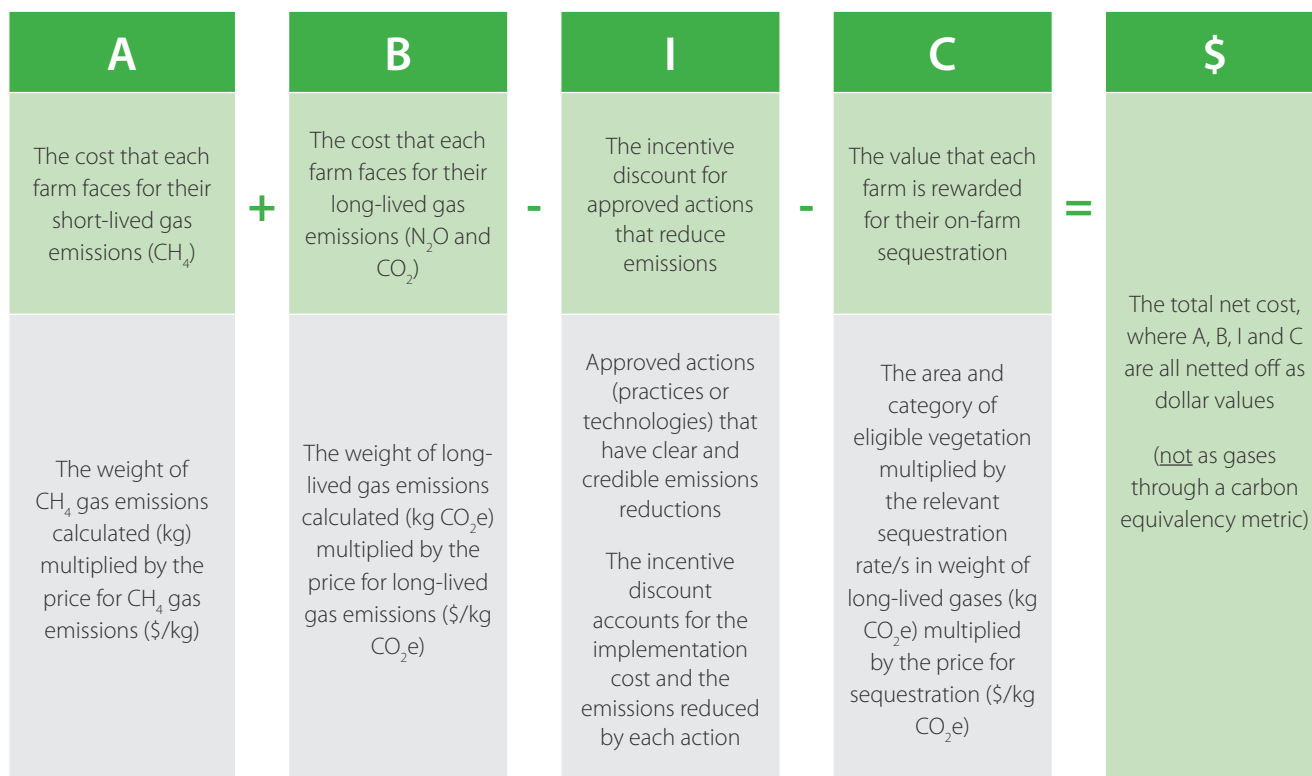 A
The cost that each
farm faces for their
short-lived gas
emissions (CH₄)
The weight of
CH₄ gas emissions
calculated (kg)
multiplied by the
price for CH₄ gas
emissions ($/kg)
+
B
The cost that each
farm faces for their
long-lived gas
emissions (N₂O and
CO₂)
The weight of long-
lived gas emissions
calculated (kg CO₂e)
multiplied by the
price for long-lived
gas emissions ($/kg
CO₂e)
-
I
The incentive
discount for
approved actions
that reduce
emissions
Approved actions
(practices or
technologies) that
have clear and
credible emissions
reductions
The incentive
discount
accounts for the
implementation
cost and the
emissions reduced
by each action
-
C
The value that each
farm is rewarded
for their on-farm
sequestration
The area and
category of
eligible vegetation
multiplied by
the relevant
sequestration
rate/s in weight of
long-lived gases (kg
CO₂e) multiplied
by the price for
sequestration ($/kg
CO₂e)
=
$
The total net cost,
where A, B, I and C
are all netted off as
dollar values
(not as gases
through a carbon
equivalency metric)